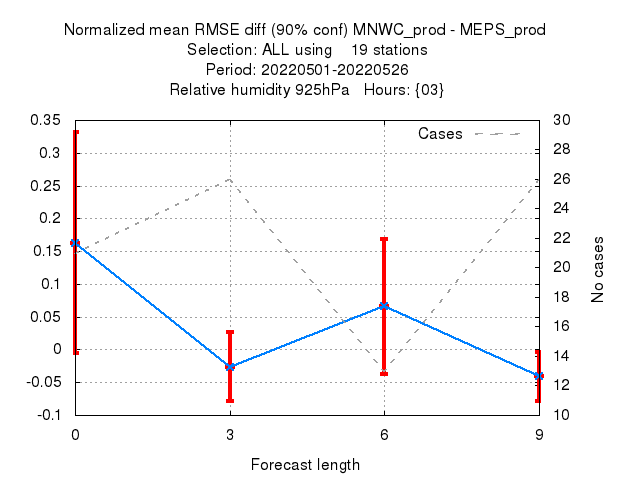 Normalized mean RMSE diff (90% conf) MNWC_prod - MEPS_prod
Selection: ALL using 19 stations
Period: 20220501-20220526
Relative humidity 925hPa Hours: {03}
0.35
0.3
0.25
0.2
0.15
0.1
0.05
0
-0.05
-0.1
Cases
30
28
26
24
22
20
18
16
14
12
10
No cases
0 3 6 9
Forecast length